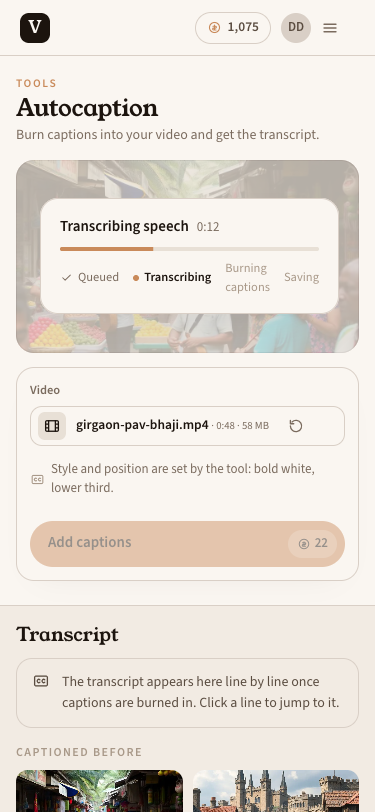 V
1,075
DD
TOOLS
Autocaption
Burn captions into your video and get the transcript.
Transcribing speech 0:12
Queued
Transcribing
Burning
captions
Saving
Video
girgaon-pav-bhaji.mp4 · 0:48 · 58 MB
CC
Style and position are set by the tool: bold white,
lower third.
Add captions
22
Transcript
CC
The transcript appears here line by line once
captions are burned in. Click a line to jump to it.
CAPTIONED BEFORE